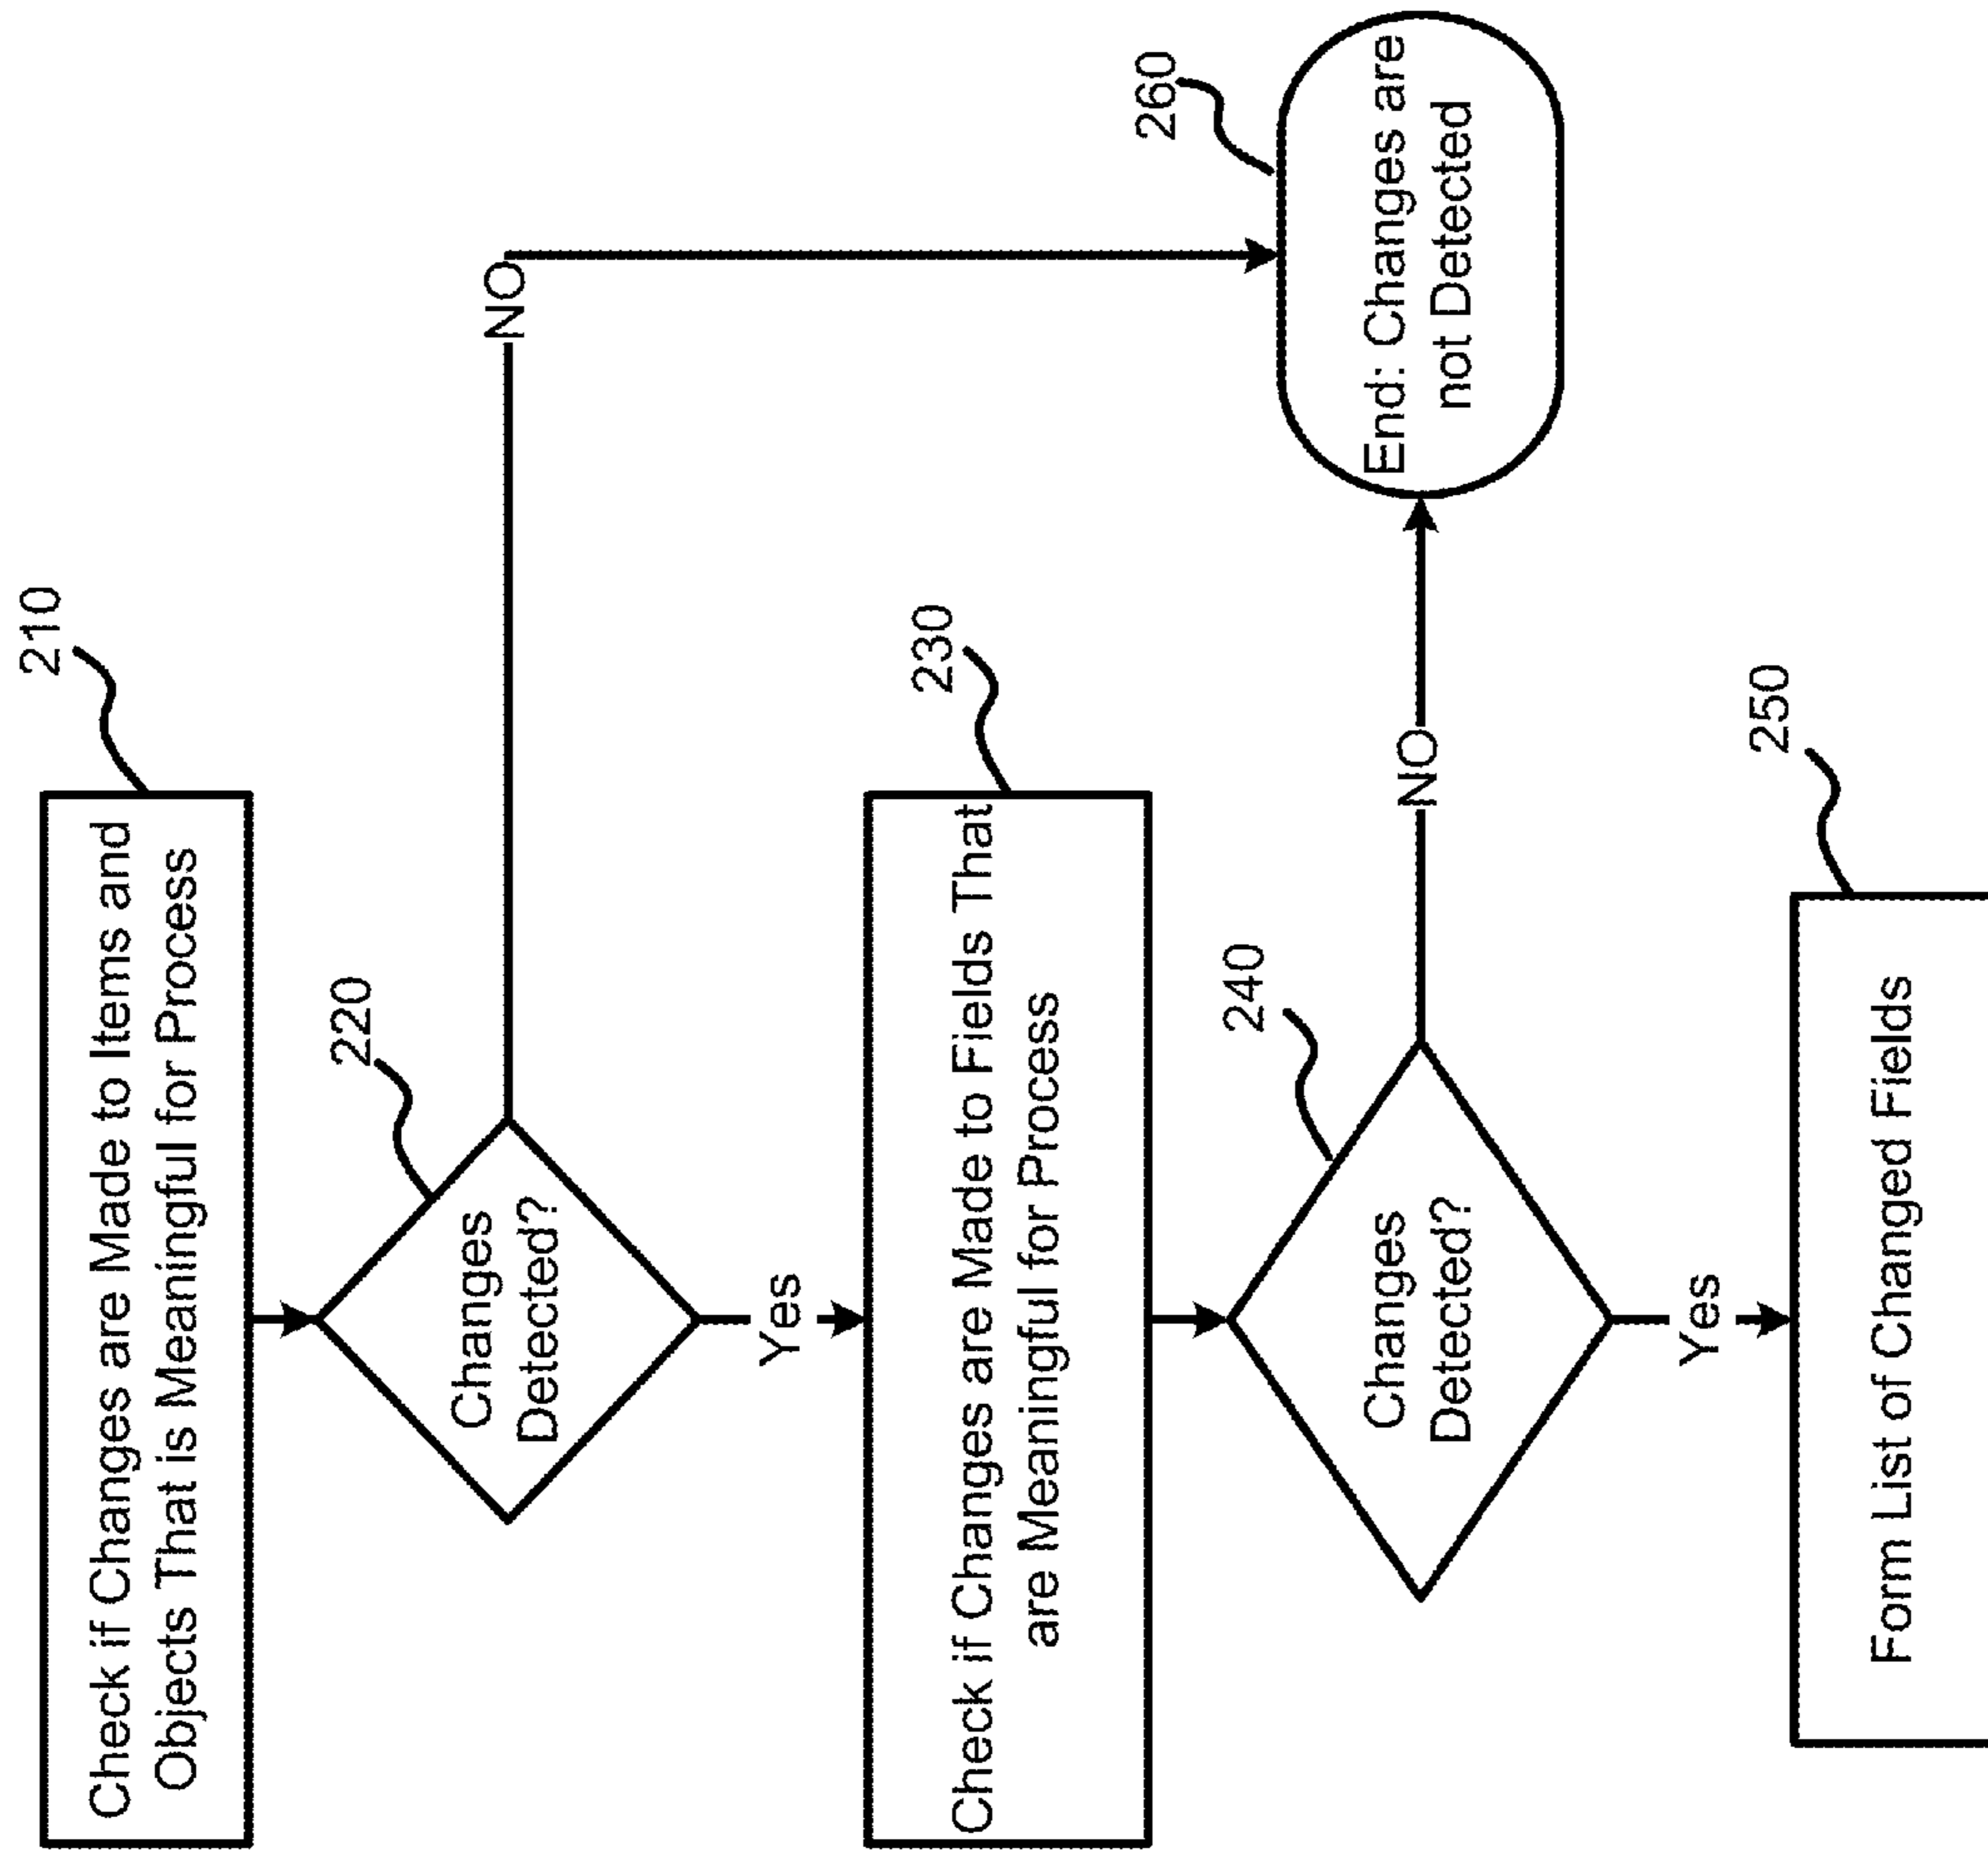 210
Check if Changes are Made to Items and
Objects That is Meaningful for Process
220
Changes
Detected?
NO
Yes
230
Check if Changes are Made to Fields That
are Meaningful for Process
240
Changes
Detected?
NO
260
End: Changes are
not Detected
Yes
250
Form List of Changed Fields